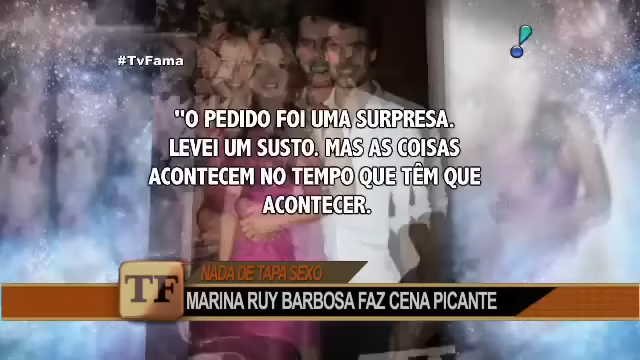 #TvFama
"O PEDIDO FOI UMA SURPRESA.
LEVEI UM SUSTO. MAS AS COISAS
ACONTECEM NO TEMPO QUE TÊM QUE
ACONTECER.
NADA DE TAPA SEXO
TF
MARINA RUY BARBOSA FAZ CENA PICANTE